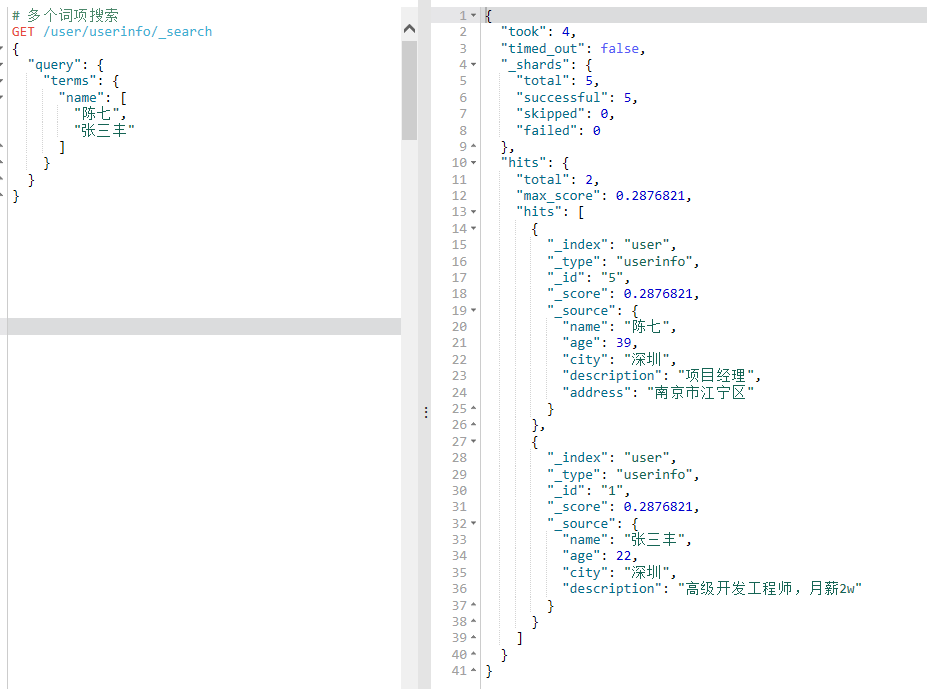 # 多个词项搜索
GET /user/userinfo/_search
{
  "query": {
    "terms": {
      "name": [
        "陈七",
        "张三丰"
      ]
    }
  }
}
1 {
2   "took": 4,
3   "timed_out": false,
4   "_shards": {
5     "total": 5,
6     "successful": 5,
7     "skipped": 0,
8     "failed": 0
9   },
10   "hits": {
11     "total": 2,
12     "max_score": 0.2876821,
13     "hits": [
14       {
15         "_index": "user",
16         "_type": "userinfo",
17         "_id": "5",
18         "_score": 0.2876821,
19         "_source": {
20           "name": "陈七",
21           "age": 39,
22           "city": "深圳",
23           "description": "项目经理",
24           "address": "南京市江宁区"
25         }
26       },
27       {
28         "_index": "user",
29         "_type": "userinfo",
30         "_id": "1",
31         "_score": 0.2876821,
32         "_source": {
33           "name": "张三丰",
34           "age": 22,
35           "city": "深圳",
36           "description": "高级开发工程师，月薪2w"
37         }
38       }
39     ]
40   }
41 }